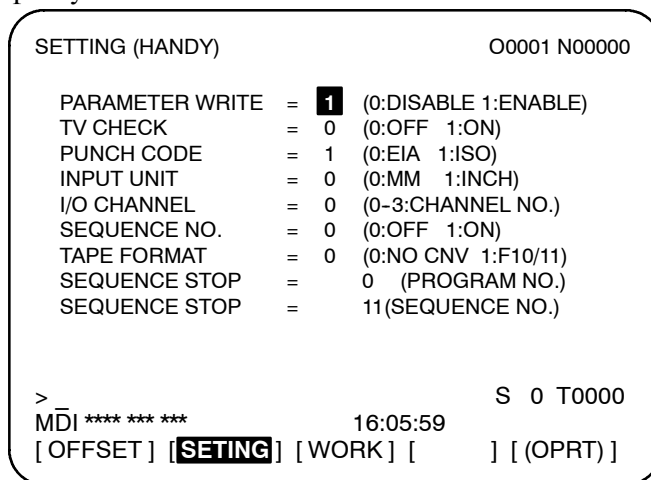 SETTING (HANDY) O0001 N00000
PARAMETER WRITE = 1 (0:DISABLE 1:ENABLE)
TV CHECK = 0 (0:OFF 1:ON)
PUNCH CODE = 1 (0:EIA 1:ISO)
INPUT UNIT = 0 (0:MM 1:INCH)
I/O CHANNEL = 0 (0-3:CHANNEL NO.)
SEQUENCE NO. = 0 (0:OFF 1:ON)
TAPE FORMAT = 0 (0:NO CNV 1:F10/11)
SEQUENCE STOP = 0 (PROGRAM NO.)
SEQUENCE STOP = 11(SEQUENCE NO.)
>_ S 0 T0000
MDI **** *** *** 16:05:59
[ OFFSET ] [ SETING ] [ WORK ] [ ] [ (OPRT) ]